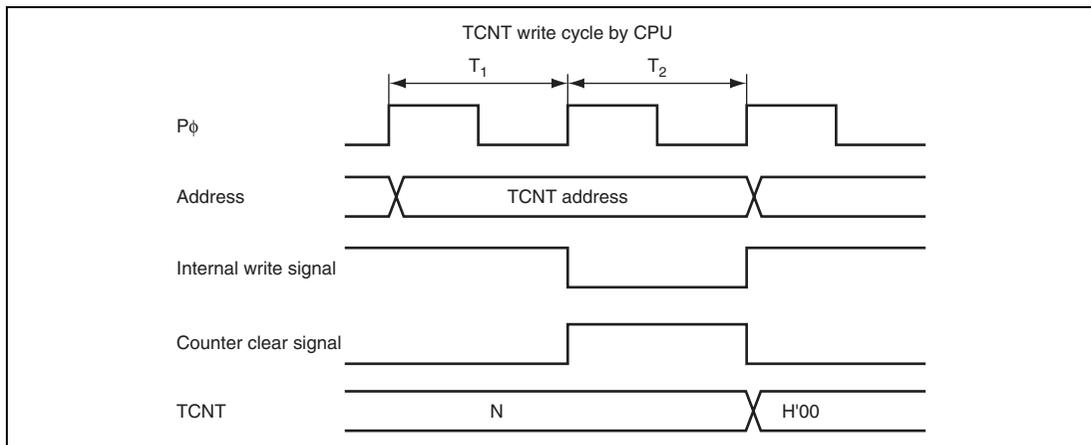 TCNT write cycle by CPU
T₁ T₂
Pφ
Address TCNT address
Internal write signal
Counter clear signal
TCNT N H'00